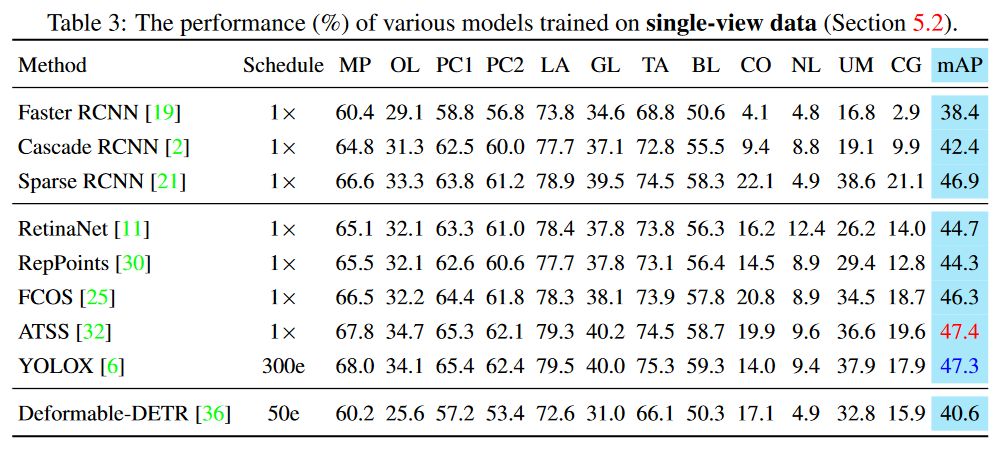 Table 3: The performance (%) of various models trained on single-view data (Section 5.2).
Method Schedule MP OL PC1 PC2 LA GL TA BL CO NL UM CG mAP
Faster RCNN [19] 1× 60.4 29.1 58.8 56.8 73.8 34.6 68.8 50.6 4.1 4.8 16.8 2.9 38.4
Cascade RCNN [2] 1× 64.8 31.3 62.5 60.0 77.7 37.1 72.8 55.5 9.4 8.8 19.1 9.9 42.4
Sparse RCNN [21] 1× 66.6 33.3 63.8 61.2 78.9 39.5 74.5 58.3 22.1 4.9 38.6 21.1 46.9
RetinaNet [11] 1× 65.1 32.1 63.3 61.0 78.4 37.8 73.8 56.3 16.2 12.4 26.2 14.0 44.7
RepPoints [30] 1× 65.5 32.1 62.6 60.6 77.7 37.8 73.1 56.4 14.5 8.9 29.4 12.8 44.3
FCOS [25] 1× 66.5 32.2 64.4 61.8 78.3 38.1 73.9 57.8 20.8 8.9 34.5 18.7 46.3
ATSS [32] 1× 67.8 34.7 65.3 62.1 79.3 40.2 74.5 58.7 19.9 9.6 36.6 19.6 47.4
YOLOX [6] 300e 68.0 34.1 65.4 62.4 79.5 40.0 75.3 59.3 14.0 9.4 37.9 17.9 47.3
Deformable-DETR [36] 50e 60.2 25.6 57.2 53.4 72.6 31.0 66.1 50.3 17.1 4.9 32.8 15.9 40.6